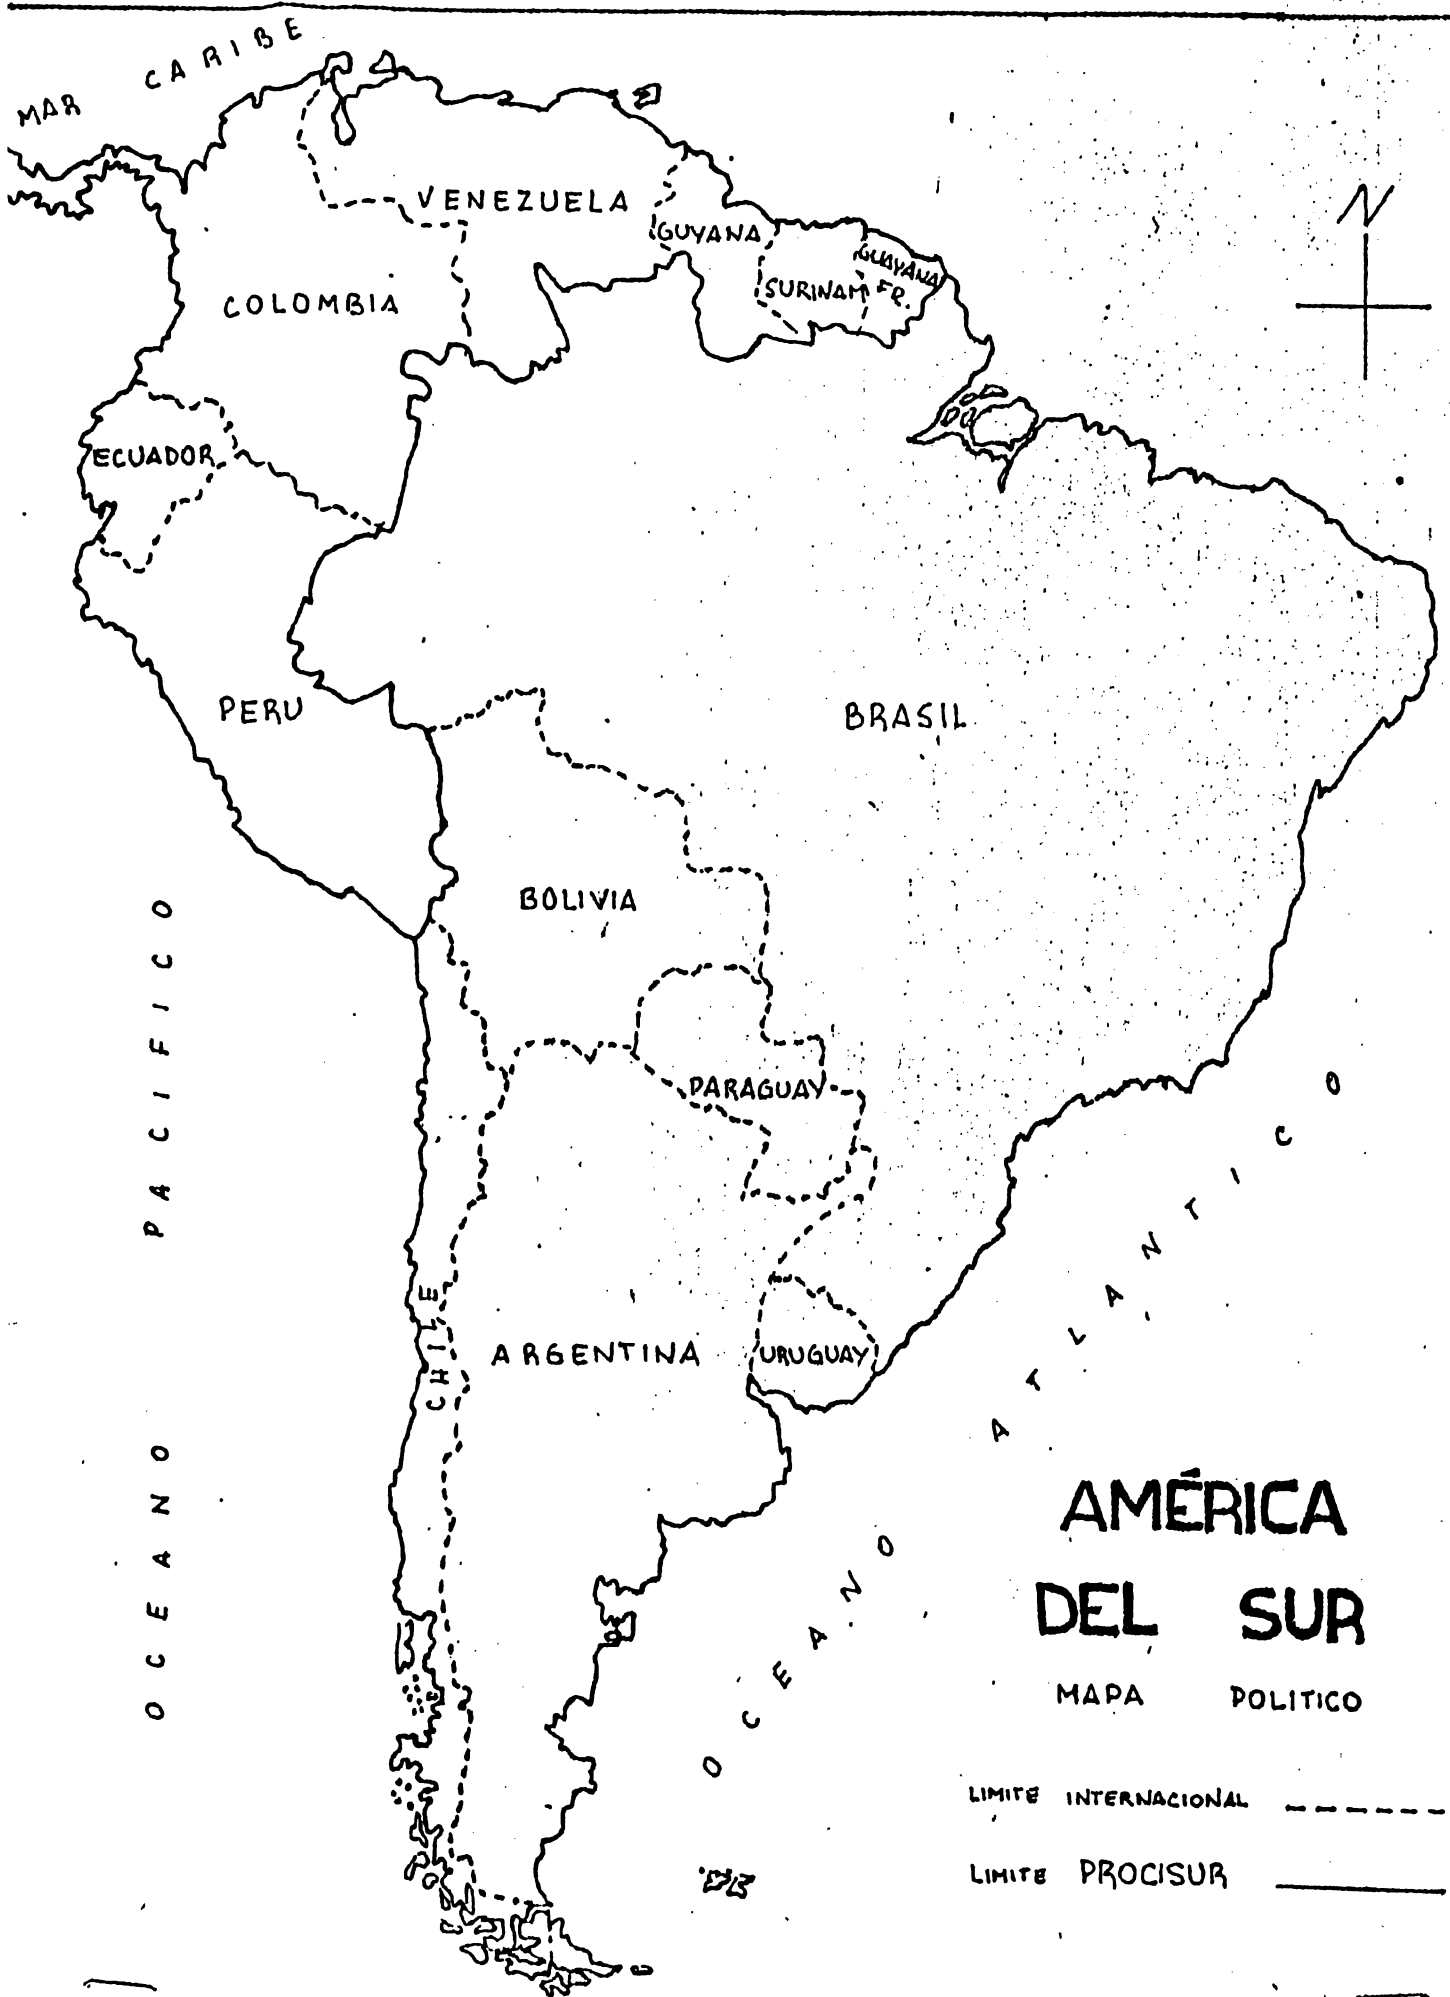 MAR CARIBE
N
VENEZUELA
GUYANA
GUAYANA
FR.
SURINAM
COLOMBIA
ECUADOR
PERU
BRASIL
BOLIVIA
PARAGUAY
CHILE
ARGENTINA
URUGUAY
OCEANO PACIFICO
OCEANO ATLANTICO
AMÉRICA
DEL SUR
MAPA POLITICO
LIMITE INTERNACIONAL
LIMITE PROCISUR